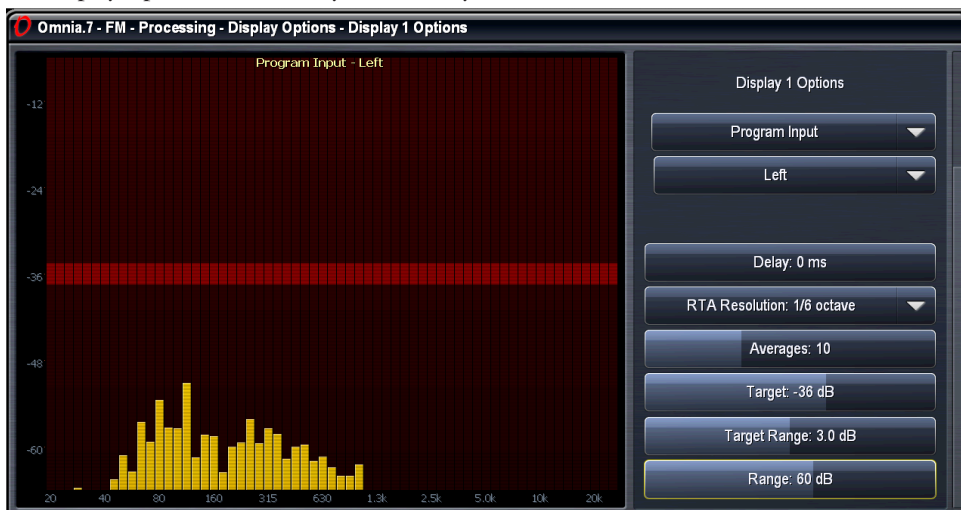 Omnia.7 - FM - Processing - Display Options - Display 1 Options
Program Input - Left
-12
-24
-36
-48
-60
20 40 80 160 315 630 1.3k 2.5k 5.0k 10k 20k
Display 1 Options
Program Input
Left
Delay: 0 ms
RTA Resolution: 1/6 octave
Averages: 10
Target: -36 dB
Target Range: 3.0 dB
Range: 60 dB